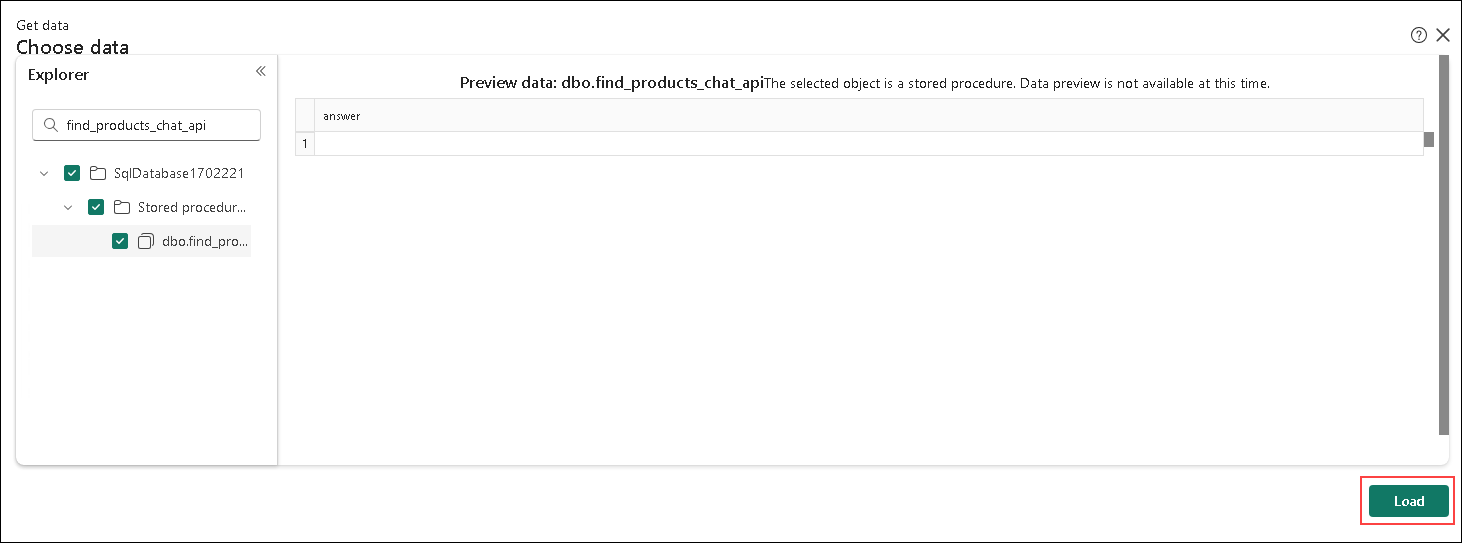 Get data
Choose data
Explorer
find_products_chat_api
SqlDatabase1702221
Stored procedur...
dbo.find_pro...
Preview data: dbo.find_products_chat_apiThe selected object is a stored procedure. Data preview is not available at this time.
answer
1
Load